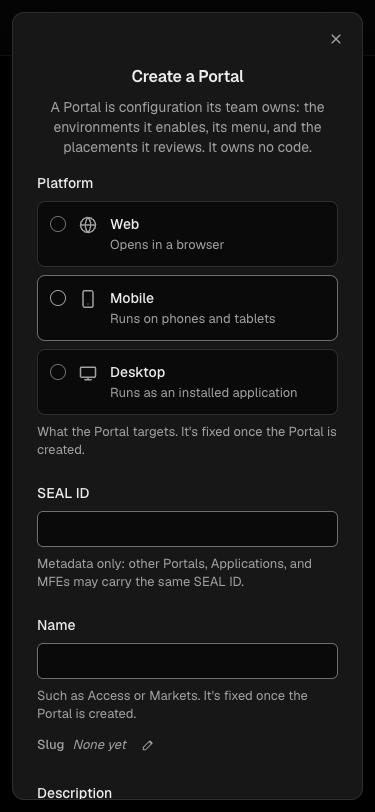 Create a Portal
A Portal is configuration its team owns: the
environments it enables, its menu, and the
placements it reviews. It owns no code.
Platform
Web
Opens in a browser
Mobile
Runs on phones and tablets
Desktop
Runs as an installed application
What the Portal targets. It's fixed once the Portal is
created.
SEAL ID
Metadata only: other Portals, Applications, and
MFEs may carry the same SEAL ID.
Name
Such as Access or Markets. It's fixed once the
Portal is created.
Slug None yet
Description